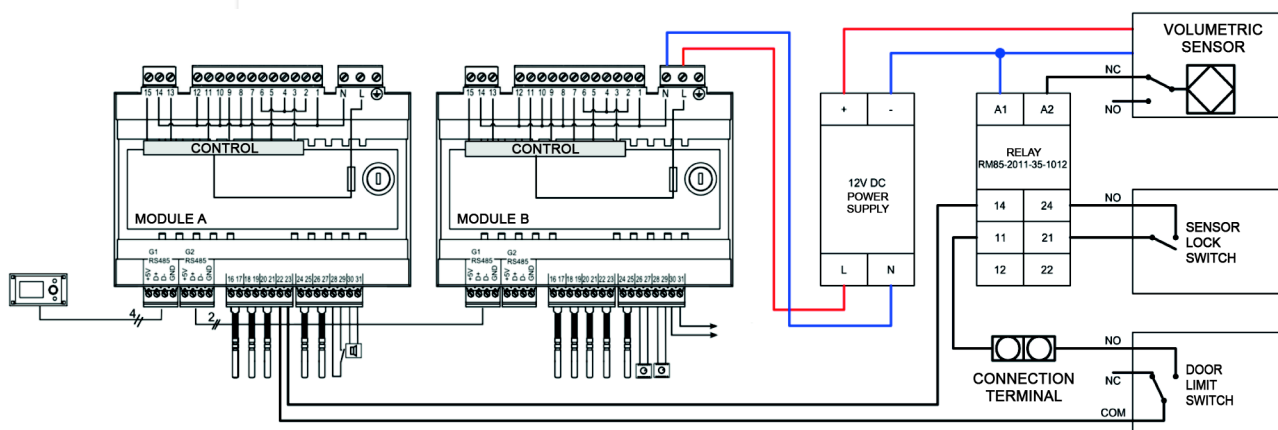 VOLUMETRIC
SENSOR
NC
NO
15 14 13 12 11 10 9 8 7 6 5 4 3 2 1 N L
15 14 13 12 11 10 9 8 7 6 5 4 3 2 1 N L
+ -
A1 A2
CONTROL
CONTROL
RELAY
RM85-2011-35-1012
12V DC
POWER
SUPPLY
MODULE A
MODULE B
14 24
NO
SENSOR
LOCK
SWITCH
11 21
12 22
G1 G2
RS485 RS485
+5V D+ D- GND +5V D+ D- GND
16 17 18 19 20 21 22 23 24 25 26 27 28 29 30 31
G1 G2
RS485 RS485
+5V D+ D- GND +5V D+ D- GND
16 17 18 19 20 21 22 23 24 25 26 27 28 29 30 31
L N
4
2
NO
NC
COM
DOOR
LIMIT
SWITCH
CONNECTION
TERMINAL